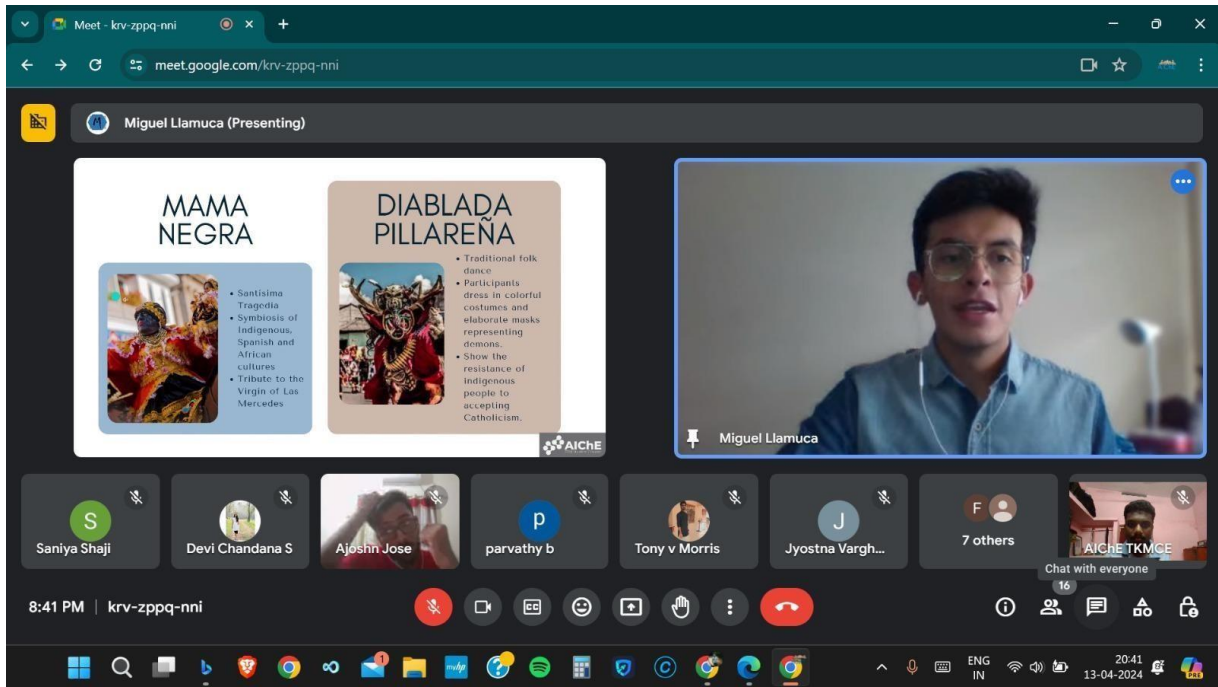 Meet - krv-zppq-nni
meet.google.com/krv-zppq-nni
Miguel Llamuca (Presenting)
MAMA
NEGRA
• Santisima
Tragedia
• Symbiosis of
Indigenous,
Spanish and
African
cultures
• Tribute to the
Virgin of Las
Mercedes
DIABLADA
PILLAREÑA
• Traditional folk
dance
• Participants
dress in colorful
costumes and
elaborate masks
representing
demons.
• Show the
resistance of
indigenous
people to
accepting
Catholicism.
AIChE
Miguel Llamuca
S
Saniya Shaji
Devi Chandana S
Ajoshn Jose
p
parvathy b
Tony v Morris
J
Jyostna Vargh...
F
7 others
AIChE TKMCE
Chat with everyone
16
8:41 PM | krv-zppq-nni
CC
1
myhp
ENG
IN
20:41
13-04-2024
PRE